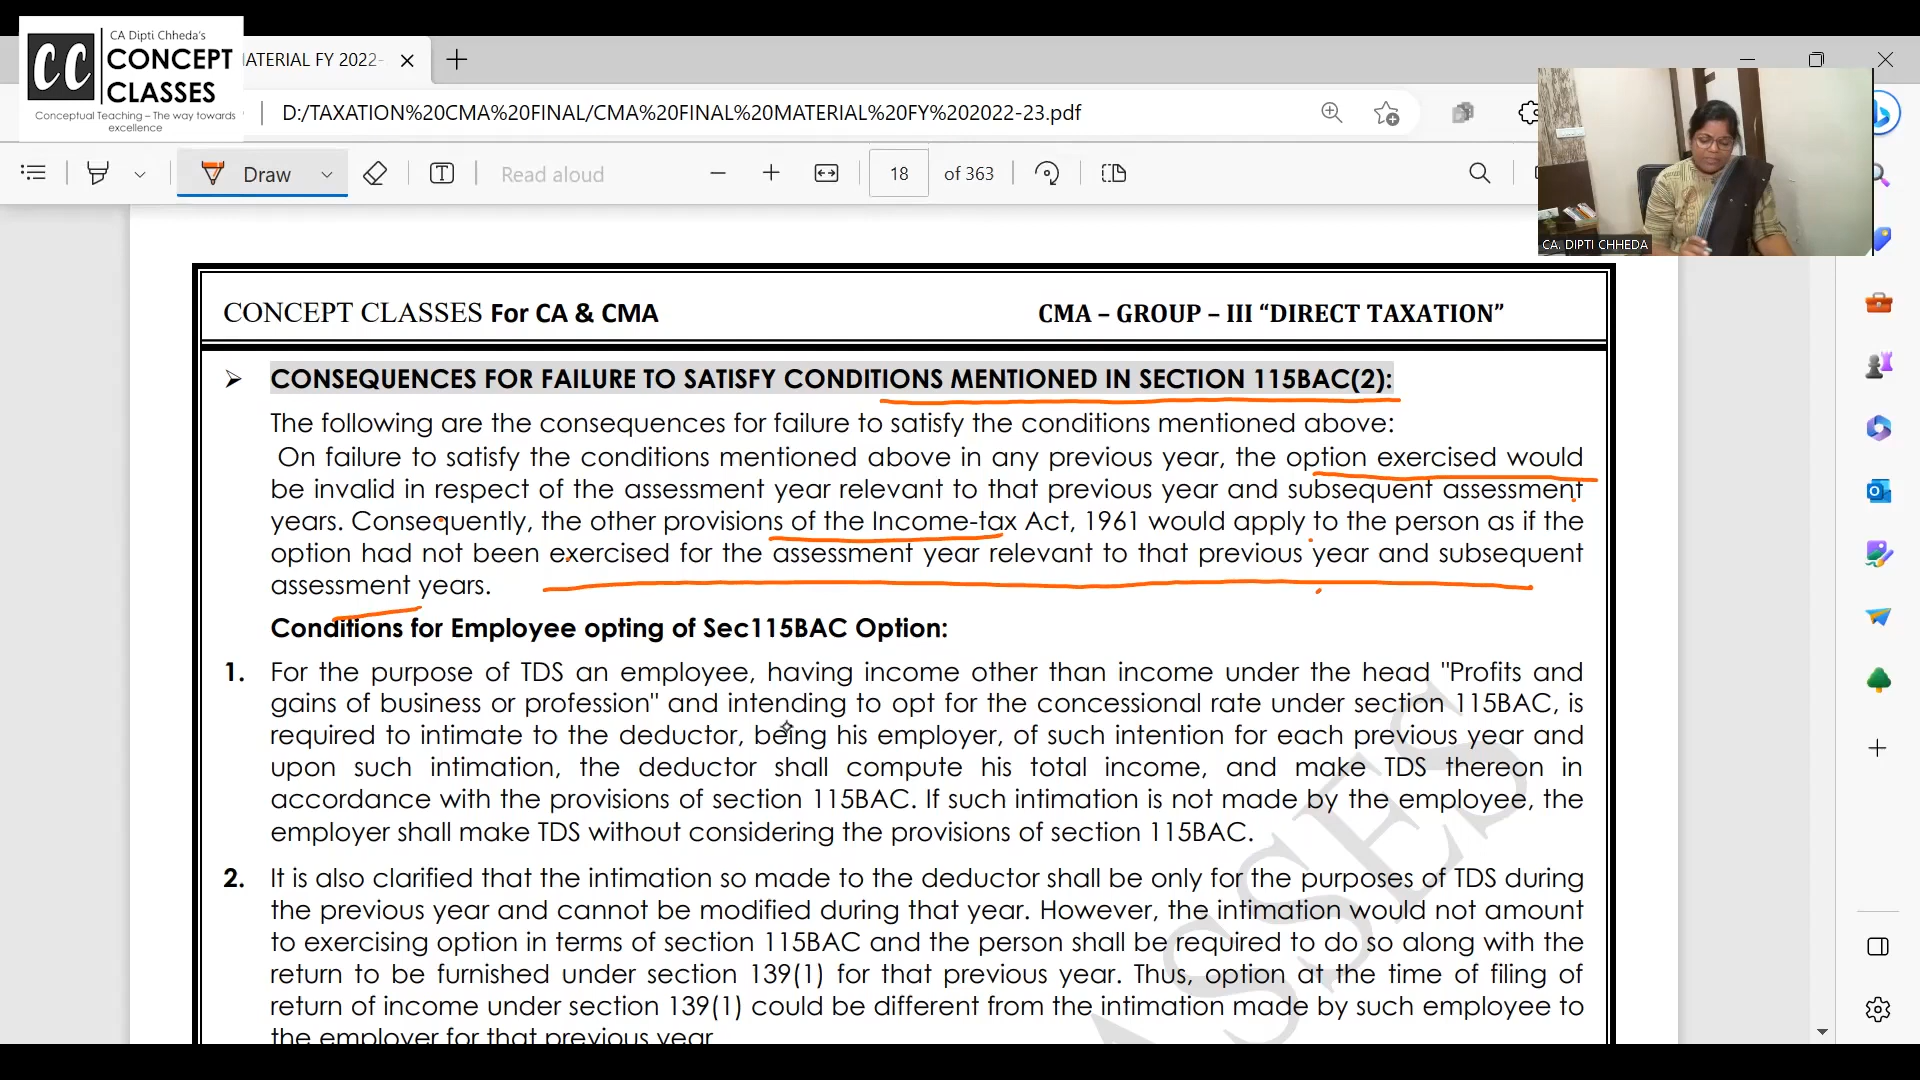 CA Dipti Chheda's
CC CONCEPT
CLASSES
Conceptual Teaching – The way towards
excellence
ATERIAL FY 2022-
D:/TAXATION%20CMA%20FINAL/CMA%20FINAL%20MATERIAL%20FY%202022-23.pdf
Draw
Read aloud
18 of 363
CA. DIPTI CHHEDA
CONCEPT CLASSES For CA & CMA CMA – GROUP – III “DIRECT TAXATION”
CONSEQUENCES FOR FAILURE TO SATISFY CONDITIONS MENTIONED IN SECTION 115BAC(2):
The following are the consequences for failure to satisfy the conditions mentioned above:
On failure to satisfy the conditions mentioned above in any previous year, the option exercised would
be invalid in respect of the assessment year relevant to that previous year and subsequent assessment
years. Consequently, the other provisions of the Income-tax Act, 1961 would apply to the person as if the
option had not been exercised for the assessment year relevant to that previous year and subsequent
assessment years.
Conditions for Employee opting of Sec115BAC Option:
1. For the purpose of TDS an employee, having income other than income under the head "Profits and
gains of business or profession" and intending to opt for the concessional rate under section 115BAC, is
required to intimate to the deductor, being his employer, of such intention for each previous year and
upon such intimation, the deductor shall compute his total income, and make TDS thereon in
accordance with the provisions of section 115BAC. If such intimation is not made by the employee, the
employer shall make TDS without considering the provisions of section 115BAC.
2. It is also clarified that the intimation so made to the deductor shall be only for the purposes of TDS during
the previous year and cannot be modified during that year. However, the intimation would not amount
to exercising option in terms of section 115BAC and the person shall be required to do so along with the
return to be furnished under section 139(1) for that previous year. Thus, option at the time of filing of
return of income under section 139(1) could be different from the intimation made by such employee to
the employer for that previous year
ASSES